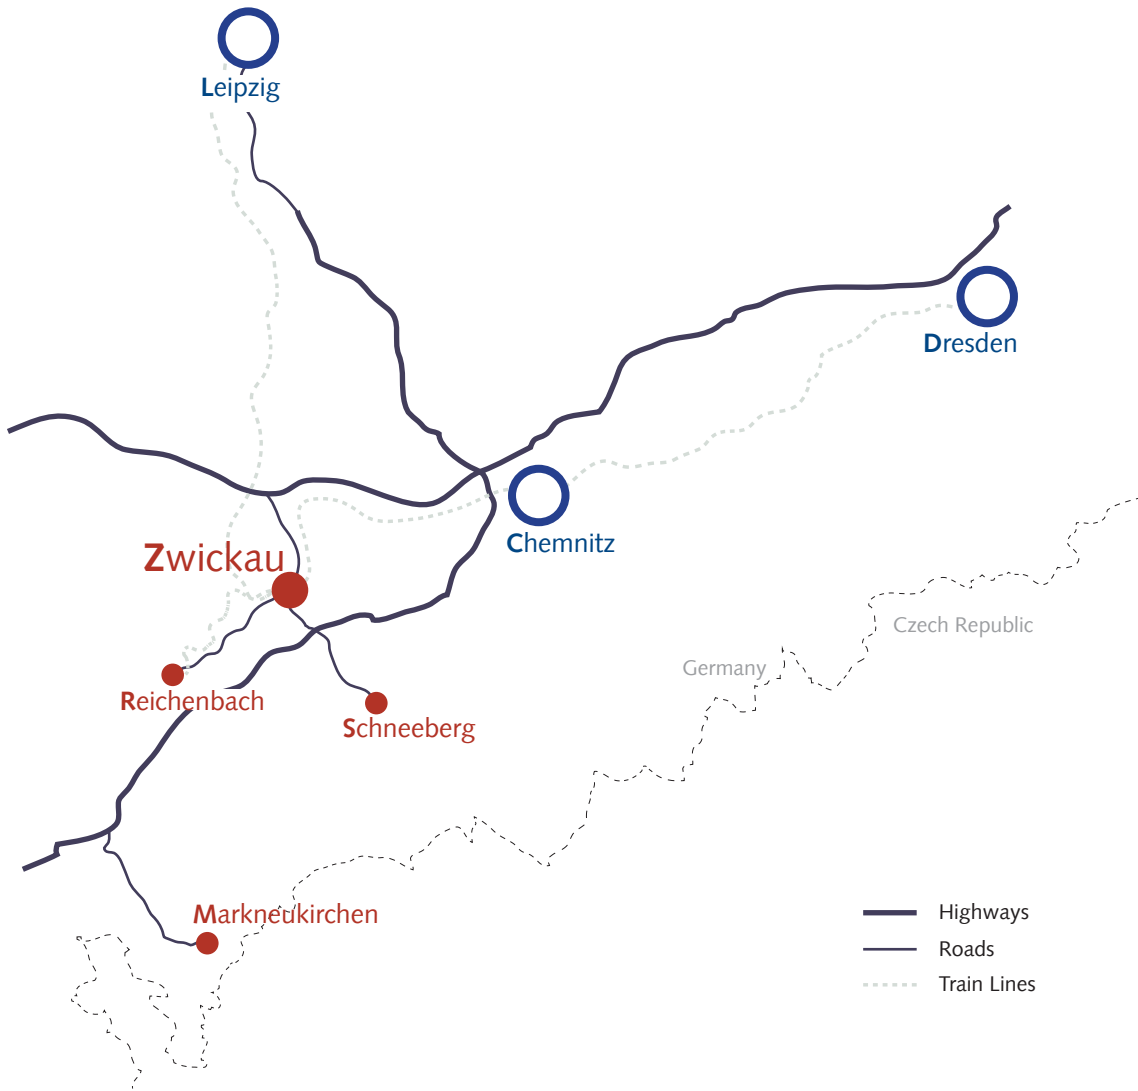 Leipzig
Dresden
Chemnitz
Zwickau
Czech Republic
Germany
Reichenbach
Schneeberg
Markneukirchen
Highways
Roads
Train Lines